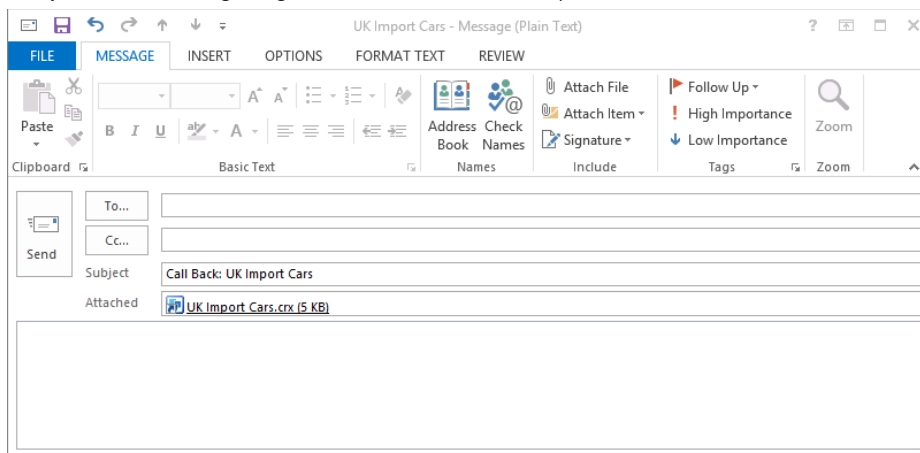 UK Import Cars - Message (Plain Text)
FILE MESSAGE INSERT OPTIONS FORMAT TEXT REVIEW
Attach File Follow Up
Attach Item High Importance
Paste B I U A Address Check Zoom
Book Names Signature Low Importance
Clipboard Basic Text Names Include Tags Zoom
To...
Cc...
Send
Subject Call Back: UK Import Cars
Attached UK Import Cars.crx (5 KB)